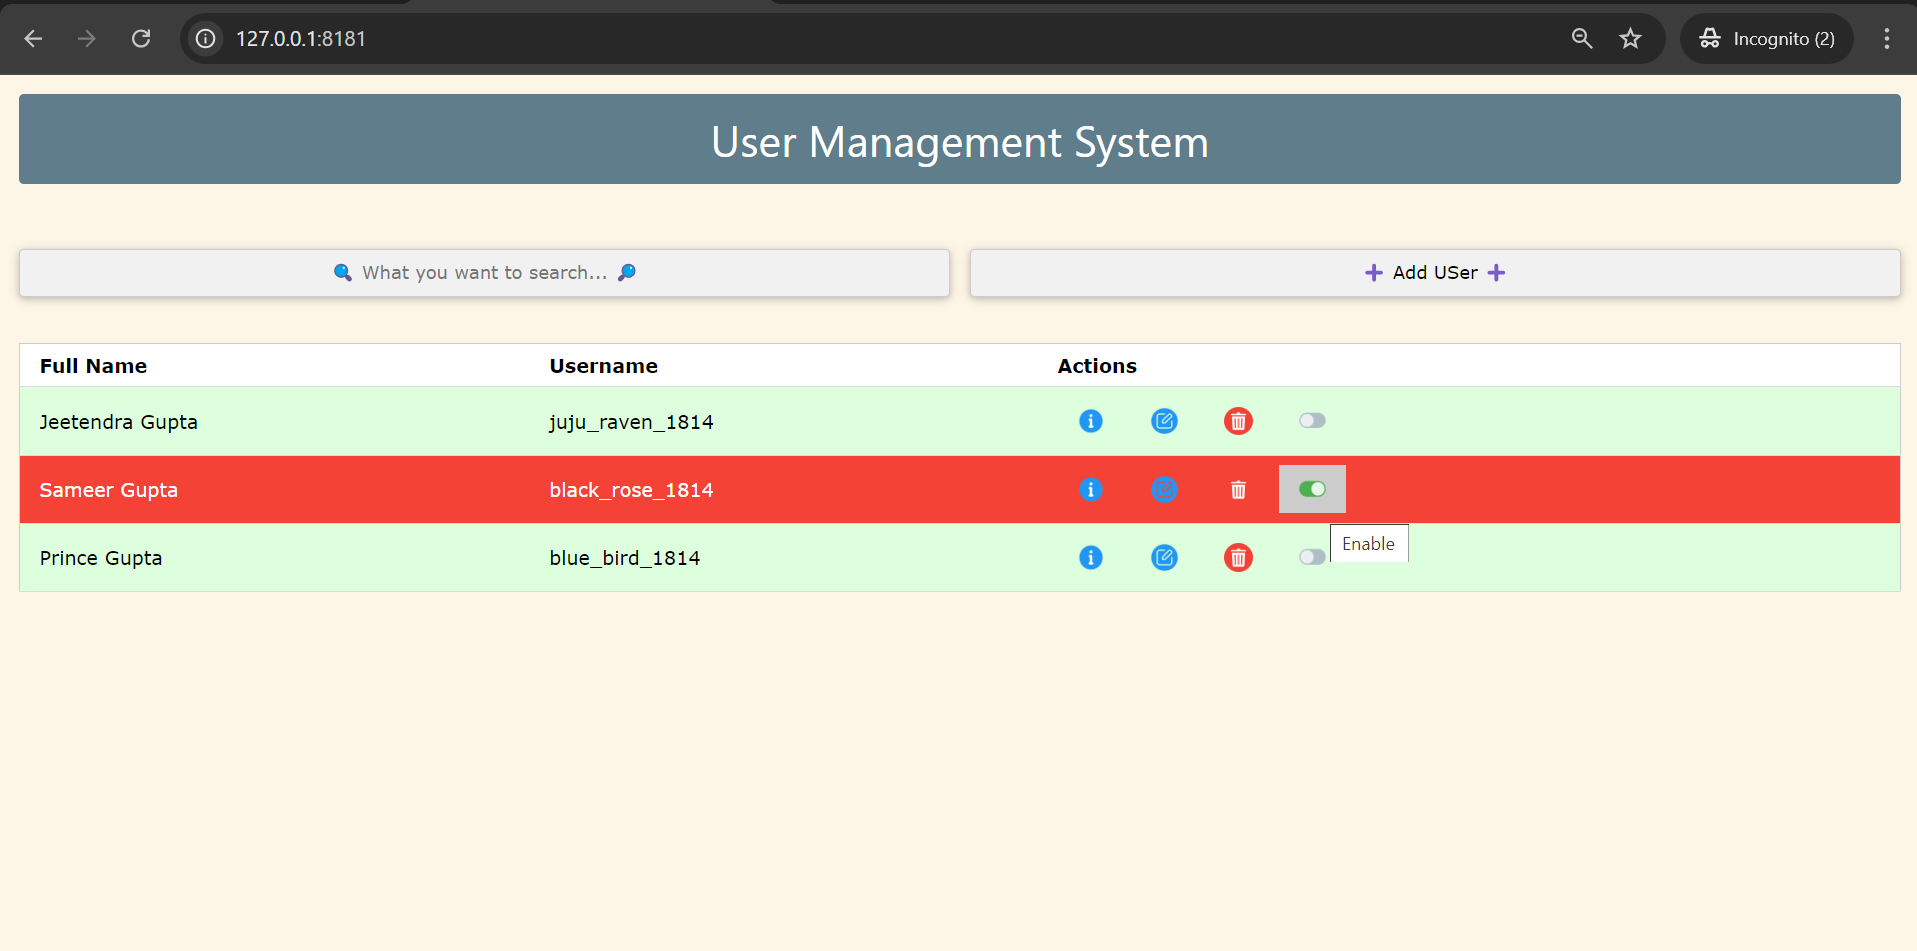 127.0.0.1:8181
Incognito (2)
User Management System
What you want to search...
Add USer
Full Name Username Actions
Jeetendra Gupta juju_raven_1814
Sameer Gupta black_rose_1814
Enable
Prince Gupta blue_bird_1814